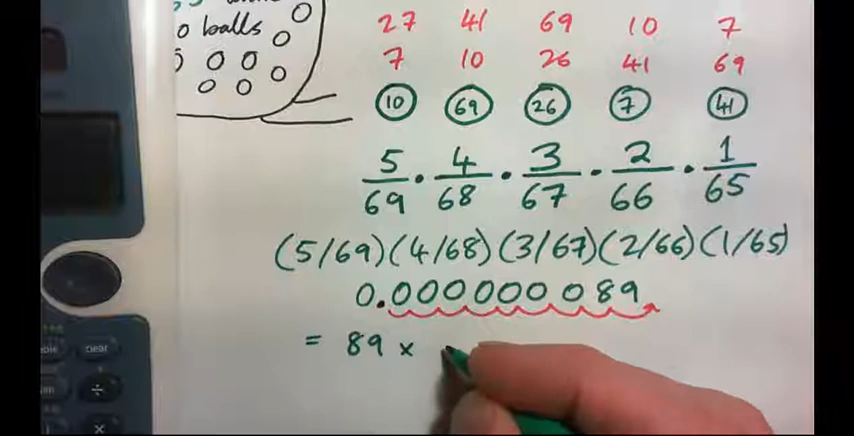 0 balls
27 41 69 10 7
7 10 26 41 69
10 69 26 7 41
5/69 · 4/68 · 3/67 · 2/66 · 1/65
(5/69)(4/68)(3/67)(2/66)(1/65)
0.000000089
= 89 ×
clear
÷
×